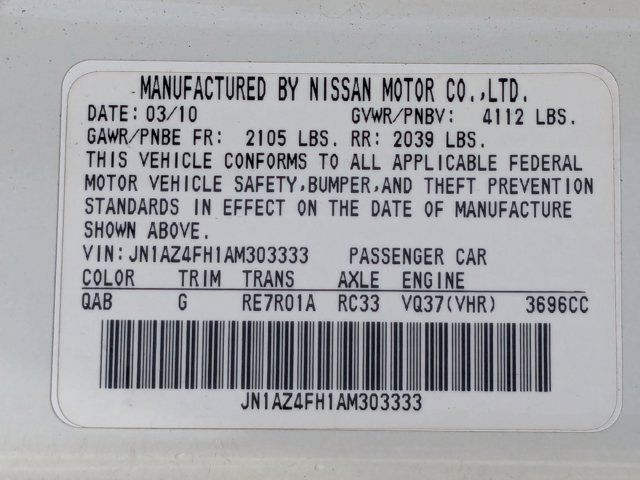 MANUFACTURED BY NISSAN MOTOR CO.,LTD.
DATE: 03/10 GVWR/PNBV: 4112 LBS.
GAWR/PNBE FR: 2105 LBS. RR: 2039 LBS.
THIS VEHICLE CONFORMS TO ALL APPLICABLE FEDERAL
MOTOR VEHICLE SAFETY,BUMPER,AND THEFT PREVENTION
STANDARDS IN EFFECT ON THE DATE OF MANUFACTURE
SHOWN ABOVE.
VIN:JN1AZ4FH1AM303333 PASSENGER CAR
COLOR TRIM TRANS AXLE ENGINE
QAB G RE7R01A RC33 VQ37(VHR) 3696CC
JN1AZ4FH1AM303333